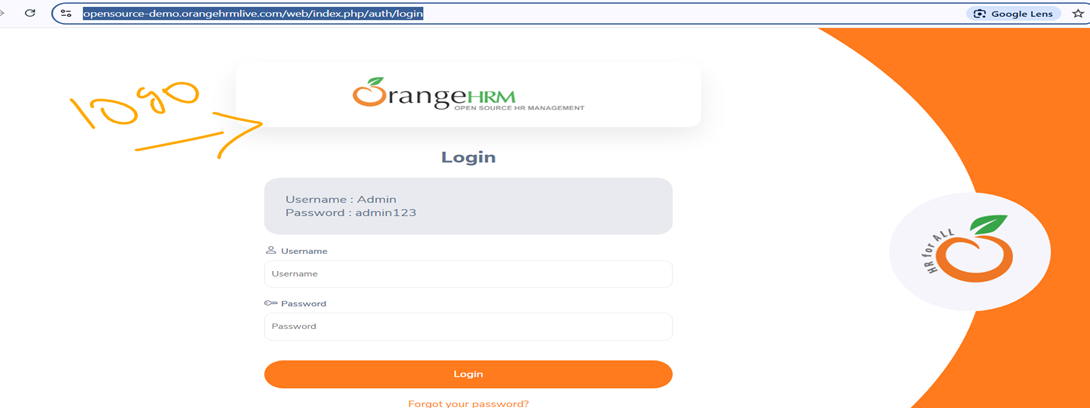 opensource-demo.orangehrmlive.com/web/index.php/auth/login
Google Lens
logo
OrangeHRM
OPEN SOURCE HR MANAGEMENT
Login
Username : Admin
Password : admin123
Username
Username
Password
Password
Login
Forgot your password?
HR for ALL